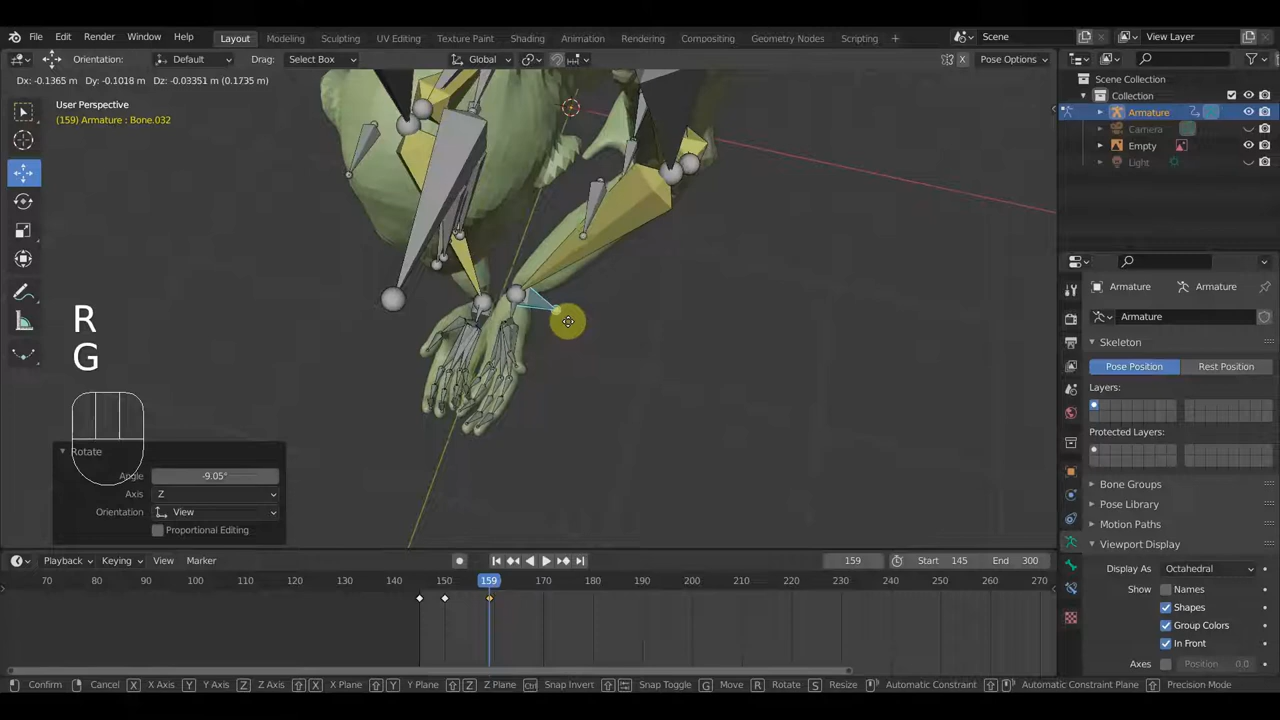 File Edit Render Window Help Layout Modeling Sculpting UV Editing Texture Paint Shading Animation Rendering Compositing Geometry Nodes Scripting + Scene View Layer
Orientation: Default Drag: Select Box Global X Pose Options
Dx: -0.1365 m Dy: -0.1018 m Dz: -0.03351 m (0.1735 m)
User Perspective
(159) Armature : Bone.032
Scene Collection
Collection
Armature
Camera
Empty
Light
R
G
Rotate
Angle -9.05°
Axis Z
Orientation View
Proportional Editing
Armature Armature
Armature
Skeleton
Pose Position Rest Position
Layers:
Protected Layers:
Bone Groups
Pose Library
Motion Paths
Viewport Display
Display As Octahedral
Show Names
Shapes
Group Colors
In Front
Axes Position 0.0
Playback Keying View Marker 159 Start 145 End 300
70 80 90 100 110 120 130 140 150 159 170 180 190 200 210 220 230 240 250 260 270
Confirm Cancel X X Axis Y Y Axis Z Z Axis X X Plane Y Y Plane Z Z Plane Ctrl Snap Invert Snap Toggle G Move R Rotate S Resize Automatic Constraint Automatic Constraint Plane Precision Mode